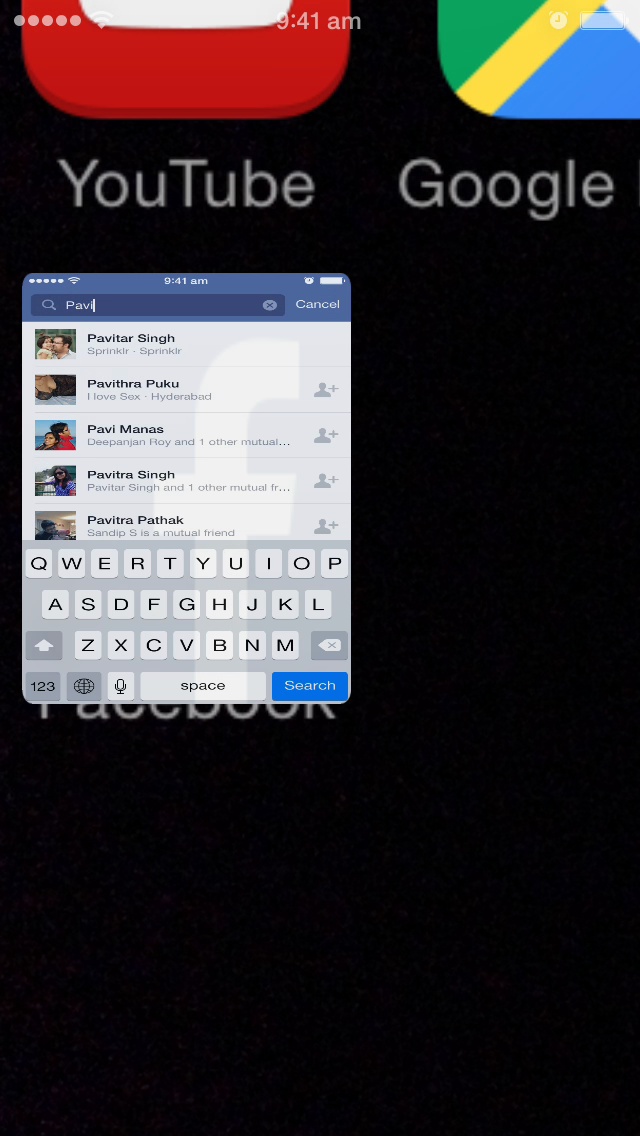 9:41 am
YouTube
Google
9:41 am
Pavi
Cancel
Pavitar Singh
Sprinklr · Sprinklr
Pavithra Puku
I love Sex · Hyderabad
Pavi Manas
Deepanjan Roy and 1 other mutual...
Pavitra Singh
Pavitar Singh and 1 other mutual fr...
Pavitra Pathak
Sandip S is a mutual friend
Q W E R T Y U I O P
A S D F G H J K L
Z X C V B N M
123 space Search
Facebook